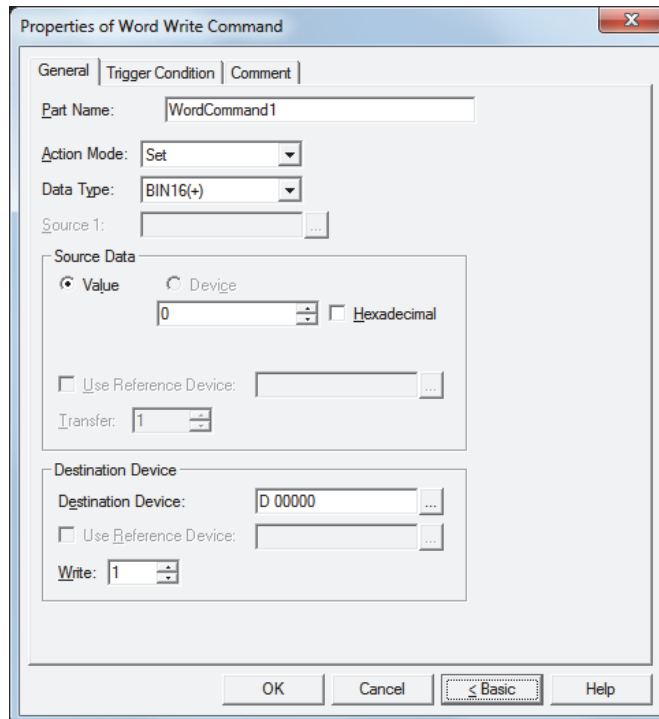 Properties of Word Write Command
General Trigger Condition Comment
Part Name: WordCommand1
Action Mode: Set
Data Type: BIN16(+)
Source 1: ...
Source Data
Value Device
0 Hexadecimal
Use Reference Device: ...
Transfer: 1
Destination Device
Destination Device: D 00000 ...
Use Reference Device: ...
Write: 1
OK Cancel < Basic Help